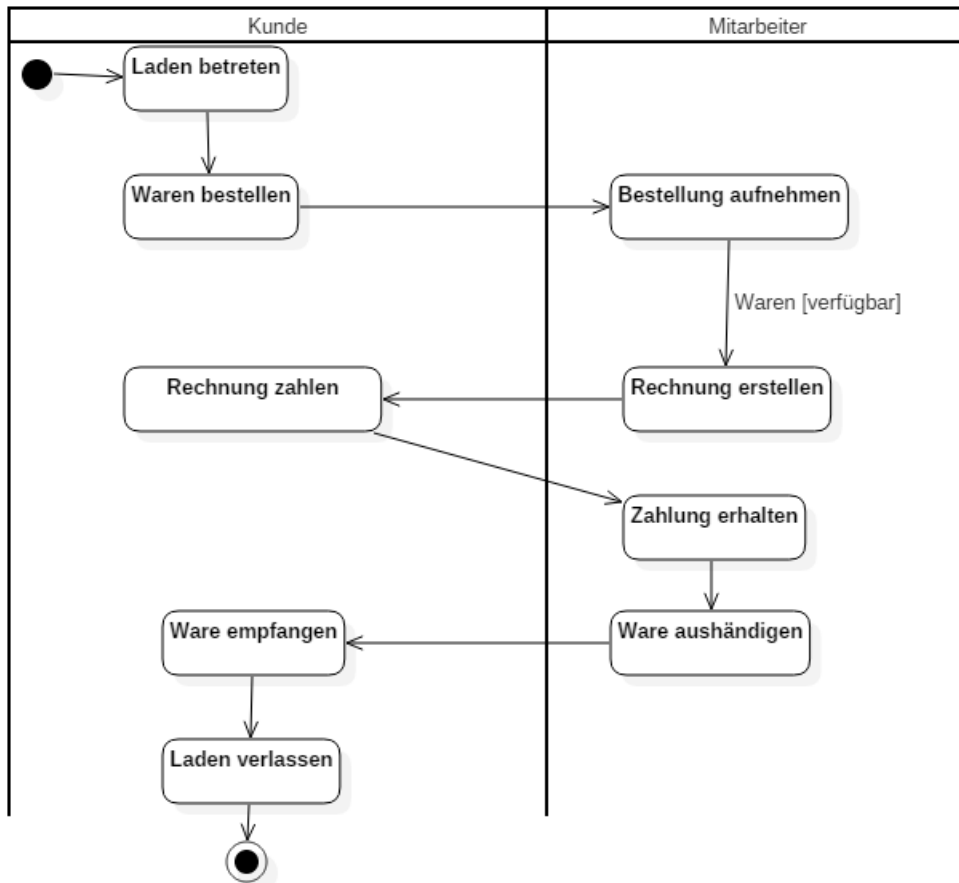 Kunde
Mitarbeiter
Laden betreten
Waren bestellen
Bestellung aufnehmen
Waren [verfügbar]
Rechnung zahlen
Rechnung erstellen
Zahlung erhalten
Ware empfangen
Ware aushändigen
Laden verlassen